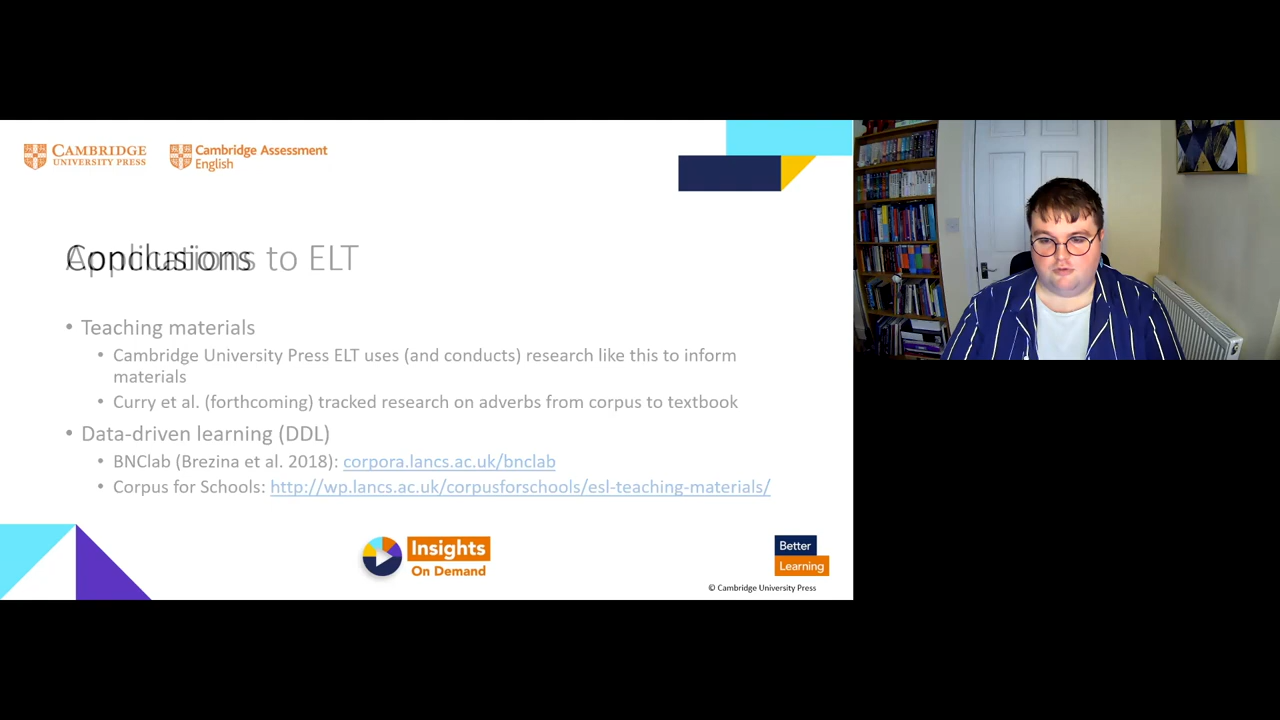 CAMBRIDGE
UNIVERSITY PRESS
Cambridge Assessment
English
Conclusions
Applications to ELT
• Teaching materials
• Cambridge University Press ELT uses (and conducts) research like this to inform
materials
• Curry et al. (forthcoming) tracked research on adverbs from corpus to textbook
• Data-driven learning (DDL)
• BNClab (Brezina et al. 2018): corpora.lancs.ac.uk/bnclab
• Corpus for Schools: http://wp.lancs.ac.uk/corpusforschools/esl-teaching-materials/
Insights
On Demand
Better
Learning
© Cambridge University Press